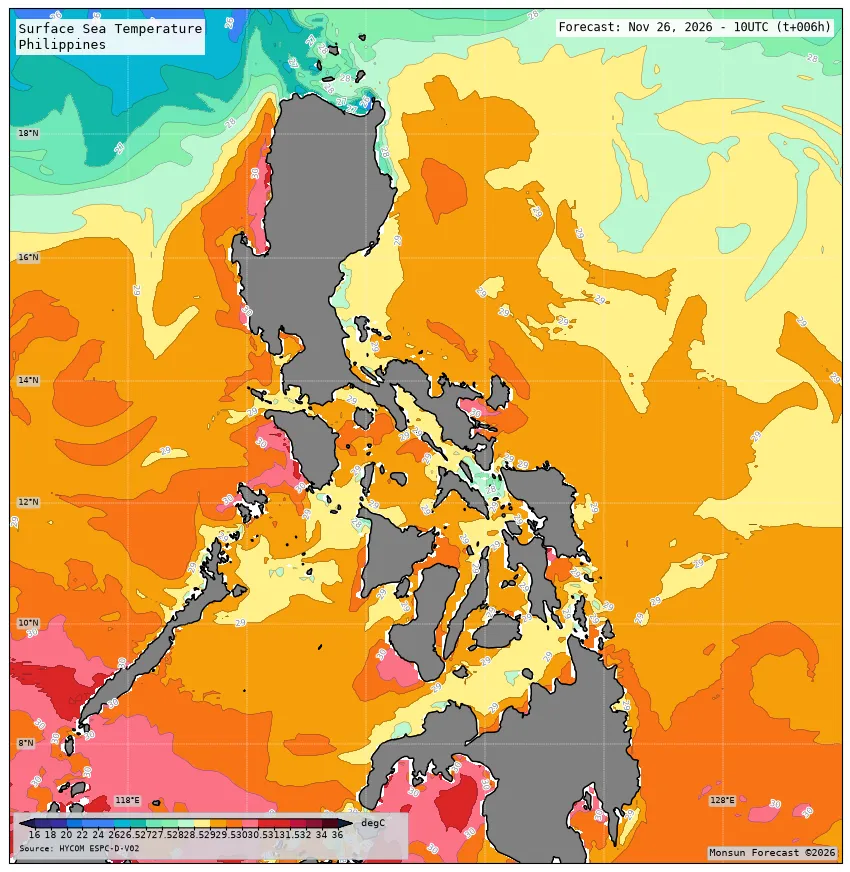 Surface Sea Temperature
Philippines
Forecast: Nov 26, 2026 - 10UTC (t+006h)
18°N
16°N
14°N
12°N
10°N
8°N
118°E
128°E
16 18 20 22 24 26 26.5 27 27.5 28 28.5 29 29.5 30 30.5 31 31.5 32 34 36 degC
Source: HYCOM ESPC-D-V02
Monsun Forecast ©2026